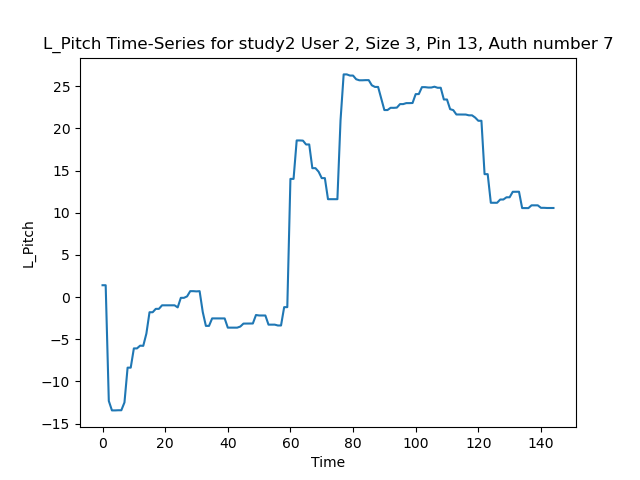 L_Pitch Time-Series for study2 User 2, Size 3, Pin 13, Auth number 7
25
20
15
10
5
0
−5
−10
−15
L_Pitch
0 20 40 60 80 100 120 140
Time